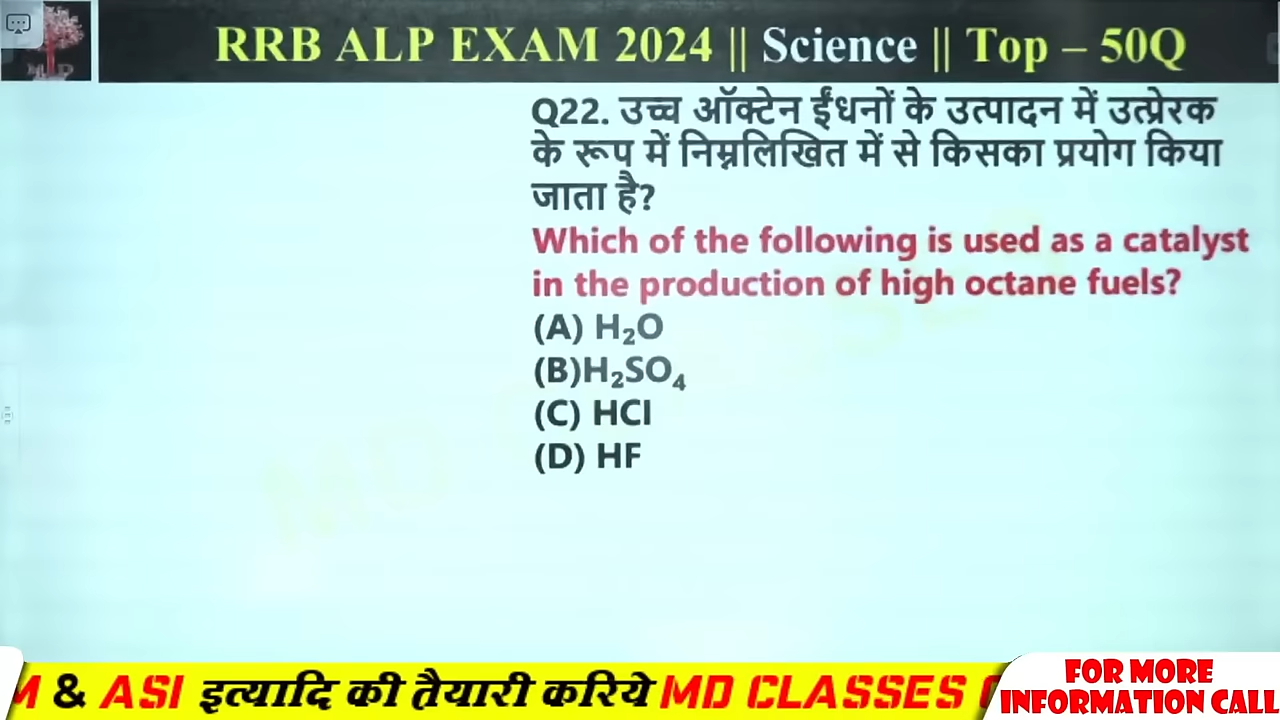 RRB ALP EXAM 2024 || Science || Top – 50Q
Q22. उच्च ऑक्टेन ईंधनों के उत्पादन में उत्प्रेरक
के रूप में निम्नलिखित में से किसका प्रयोग किया
जाता है?
Which of the following is used as a catalyst
in the production of high octane fuels?
(A) H₂O
(B)H₂SO₄
(C) HCl
(D) HF
& ASI इत्यादि की तैयारी करिये MD CLASSES
FOR MORE
INFORMATION CALL